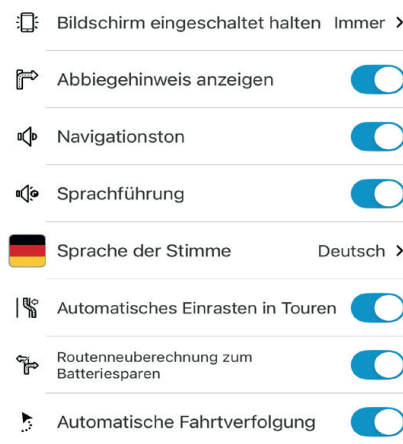 Bildschirm eingeschaltet halten Immer >
Abbiegehinweis anzeigen
Navigationston
Sprachführung
Sprache der Stimme Deutsch >
Automatisches Einrasten in Touren
Routenneuberechnung zum
Batteriesparen
Automatische Fahrtverfolgung